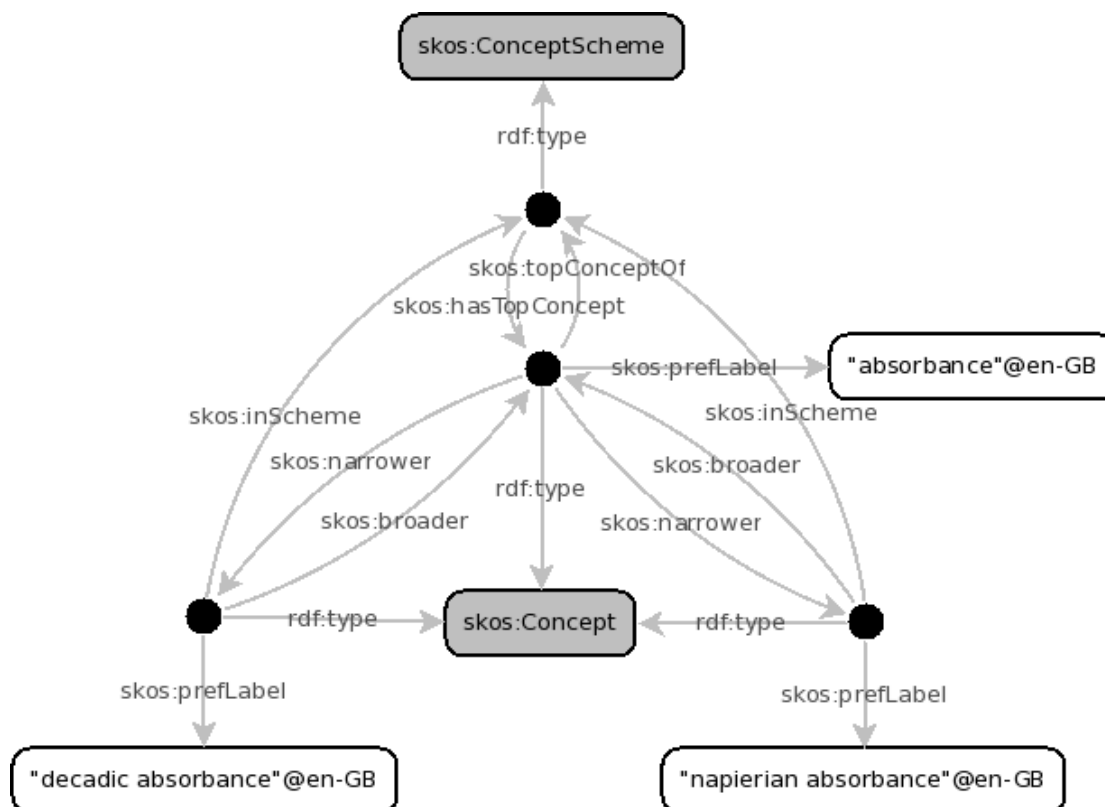 skos:ConceptScheme
rdf:type
skos:topConceptOf
skos:hasTopConcept
skos:prefLabel
"absorbance"@en-GB
skos:inScheme
skos:inScheme
skos:narrower
skos:broader
rdf:type
skos:broader
skos:narrower
rdf:type
skos:Concept
rdf:type
skos:prefLabel
skos:prefLabel
"decadic absorbance"@en-GB
"napierian absorbance"@en-GB